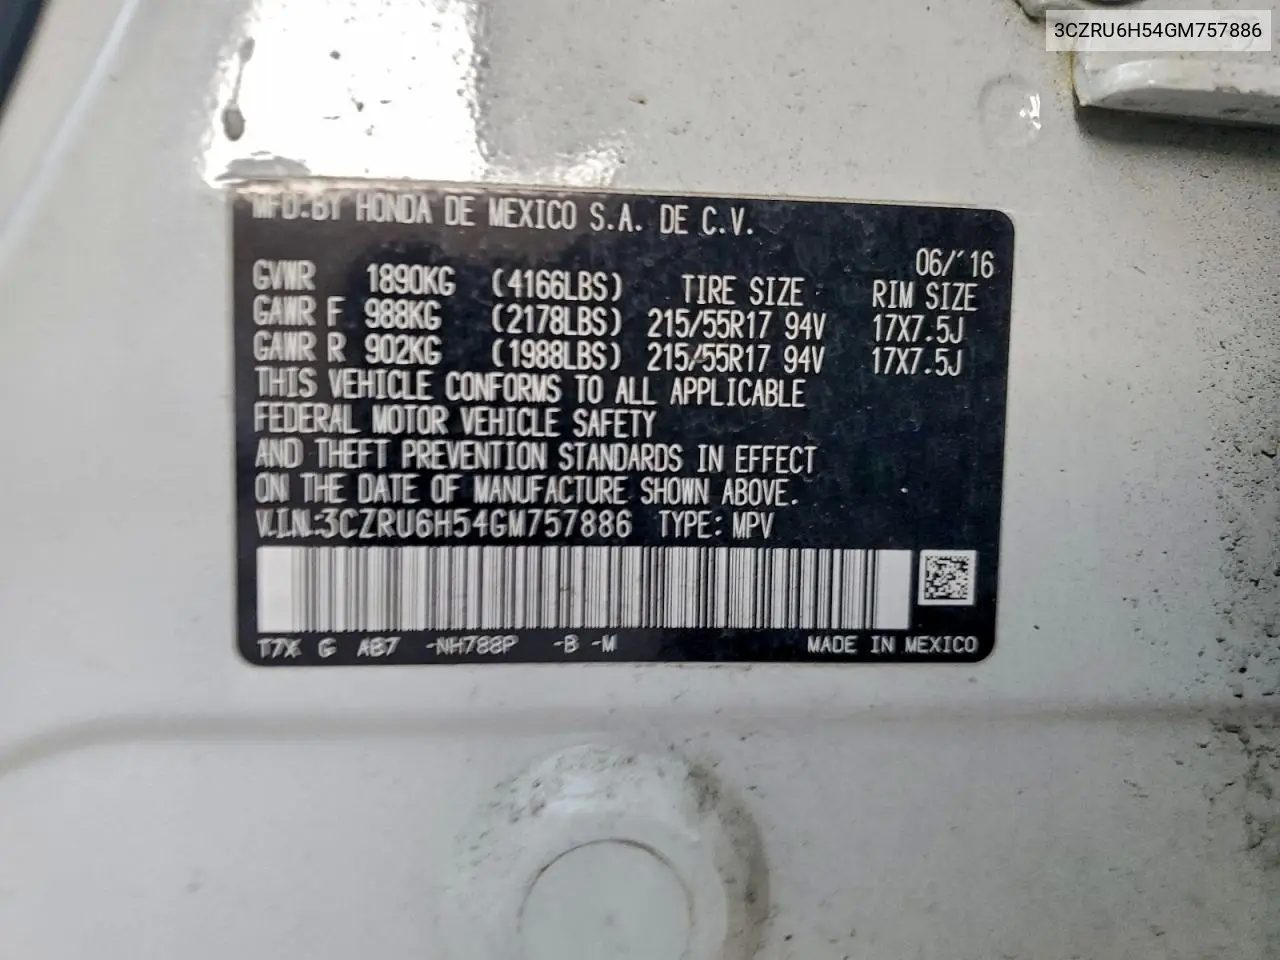 3CZRU6H54GM757886
MFD.BY HONDA DE MEXICO S.A. DE C.V.
06/'16
GVWR 1890KG (4166LBS) TIRE SIZE RIM SIZE
GAWR F 988KG (2178LBS) 215/55R17 94V 17X7.5J
GAWR R 902KG (1988LBS) 215/55R17 94V 17X7.5J
THIS VEHICLE CONFORMS TO ALL APPLICABLE
FEDERAL MOTOR VEHICLE SAFETY
AND THEFT PREVENTION STANDARDS IN EFFECT
ON THE DATE OF MANUFACTURE SHOWN ABOVE.
V.I.N.:3CZRU6H54GM757886 TYPE: MPV
T7X G AB7 -NH788P -B -M MADE IN MEXICO